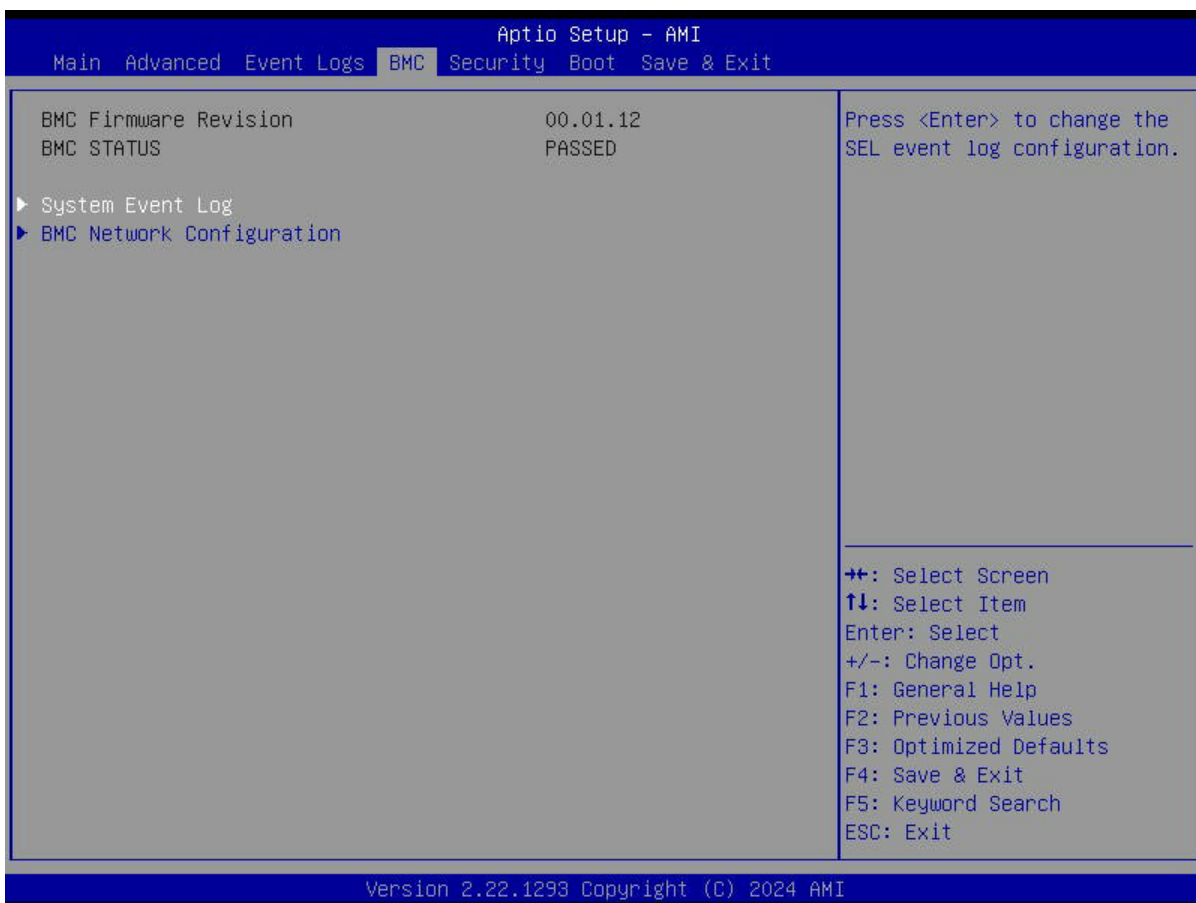 Aptio Setup – AMI
Main Advanced Event Logs BMC Security Boot Save & Exit
BMC Firmware Revision 00.01.12
BMC STATUS PASSED
System Event Log
BMC Network Configuration
Press <Enter> to change the
SEL event log configuration.
→←: Select Screen
↑↓: Select Item
Enter: Select
+/-: Change Opt.
F1: General Help
F2: Previous Values
F3: Optimized Defaults
F4: Save & Exit
F5: Keyword Search
ESC: Exit
Version 2.22.1293 Copyright (C) 2024 AMI